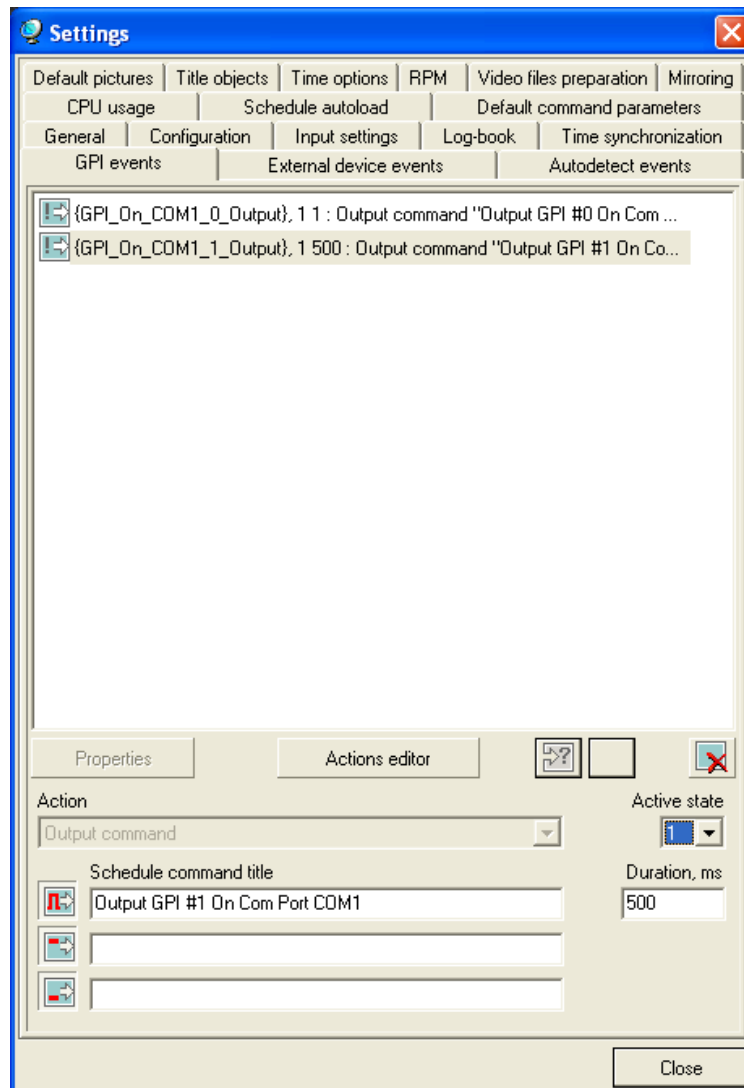 Settings
Default pictures Title objects Time options RPM Video files preparation Mirroring
CPU usage Schedule autoload Default command parameters
General Configuration Input settings Log-book Time synchronization
GPI events External device events Autodetect events
{GPI_On_COM1_0_Output}, 1 1 : Output command "Output GPI #0 On Com ...
{GPI_On_COM1_1_Output}, 1 500 : Output command "Output GPI #1 On Co...
Properties Actions editor
Action Active state
Output command 1
Schedule command title Duration, ms
Output GPI #1 On Com Port COM1 500
Close